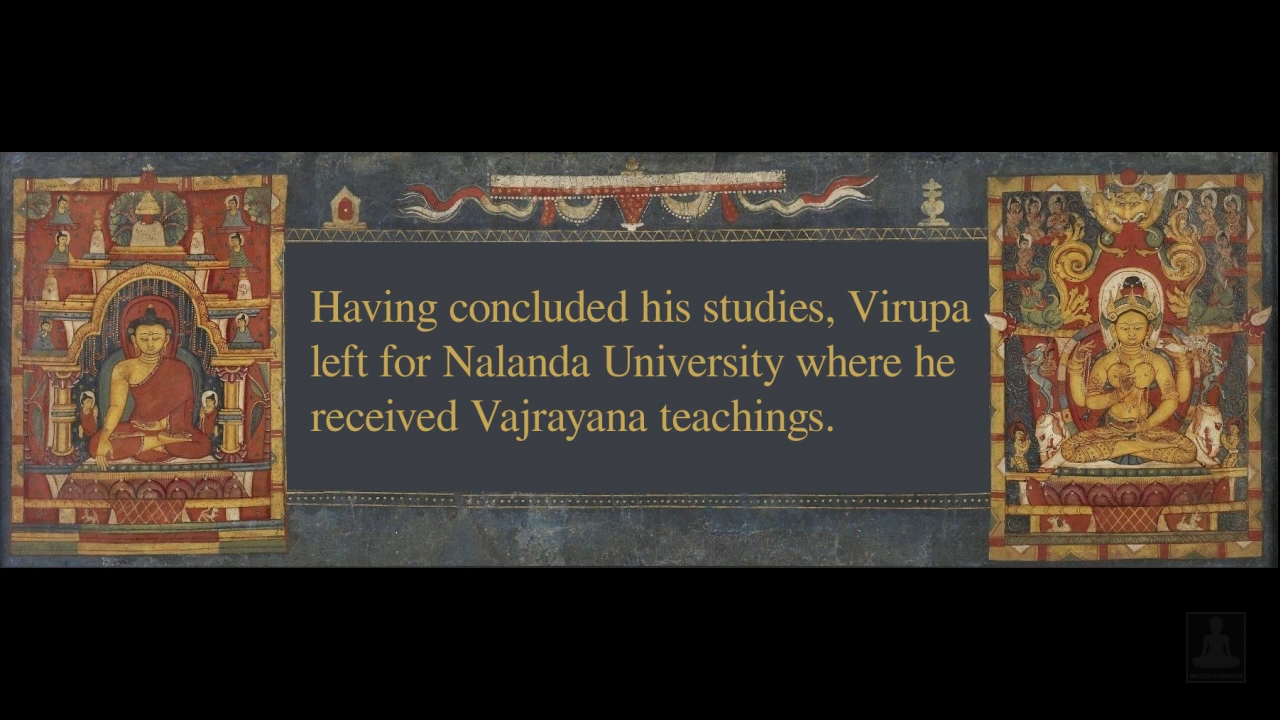 Having concluded his studies, Virupa
left for Nalanda University where he
received Vajrayana teachings.